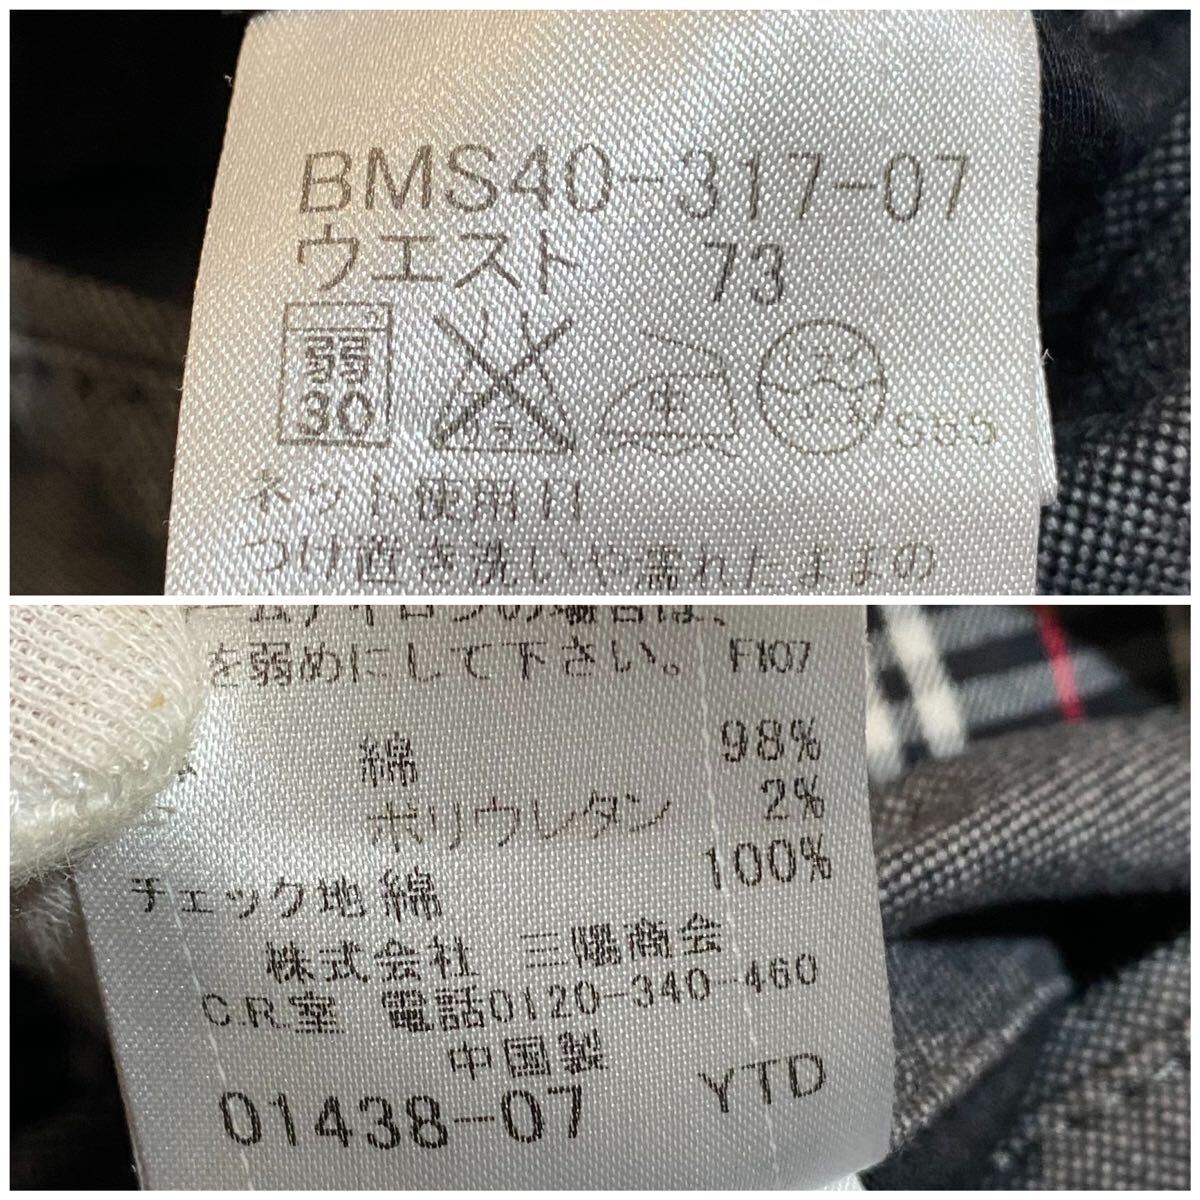 BMS40-317-07
ウエスト 73
弱
30
中
ネット使用
つけ置き洗いや濡れたままの
を弱めにして下さい。 F107
綿 98%
ポリウレタン 2%
チェック地 綿 100%
株式会社 三陽商会
C.R.室 電話0120-340-460
中国製
01438-07 YTD